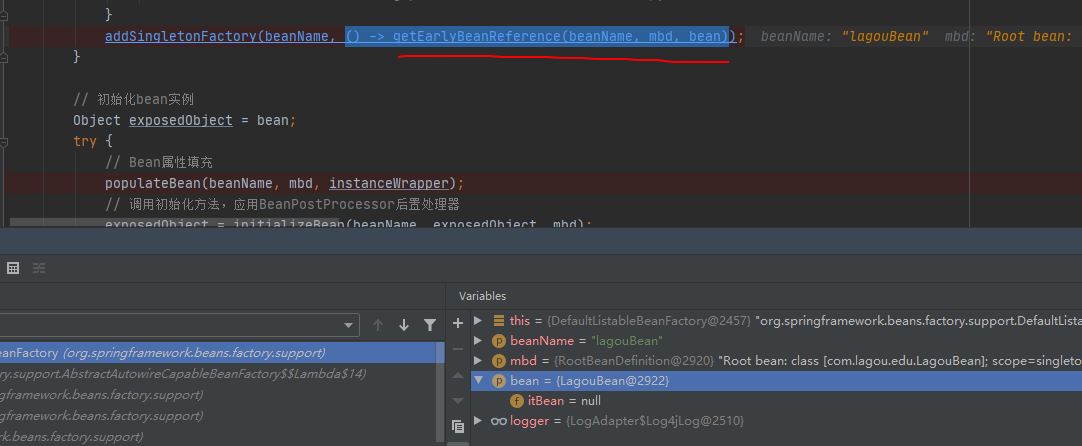 }
addSingletonFactory(beanName, () -> getEarlyBeanReference(beanName, mbd, bean)); beanName: "lagouBean" mbd: "Root bean:
}
// 初始化bean实例
Object exposedObject = bean;
try {
// Bean属性填充
populateBean(beanName, mbd, instanceWrapper);
// 调用初始化方法，应用BeanPostProcessor后置处理器
exposedObject = initializeBean(beanName, exposedObject, mbd);
Variables
this = {DefaultListableBeanFactory@2457} "org.springframework.beans.factory.support.DefaultList
eanFactory (org.springframework.beans.factory.support)
beanName = "lagouBean"
ry.support.AbstractAutowireCapableBeanFactory$$Lambda$14)
mbd = {RootBeanDefinition@2920} "Root bean: class [com.lagou.edu.LagouBean]; scope=singleto
gframework.beans.factory.support)
bean = {LagouBean@2922}
gframework.beans.factory.support)
itBean = null
rk.beans.factory.support)
logger = {LogAdapter$Log4jLog@2510}